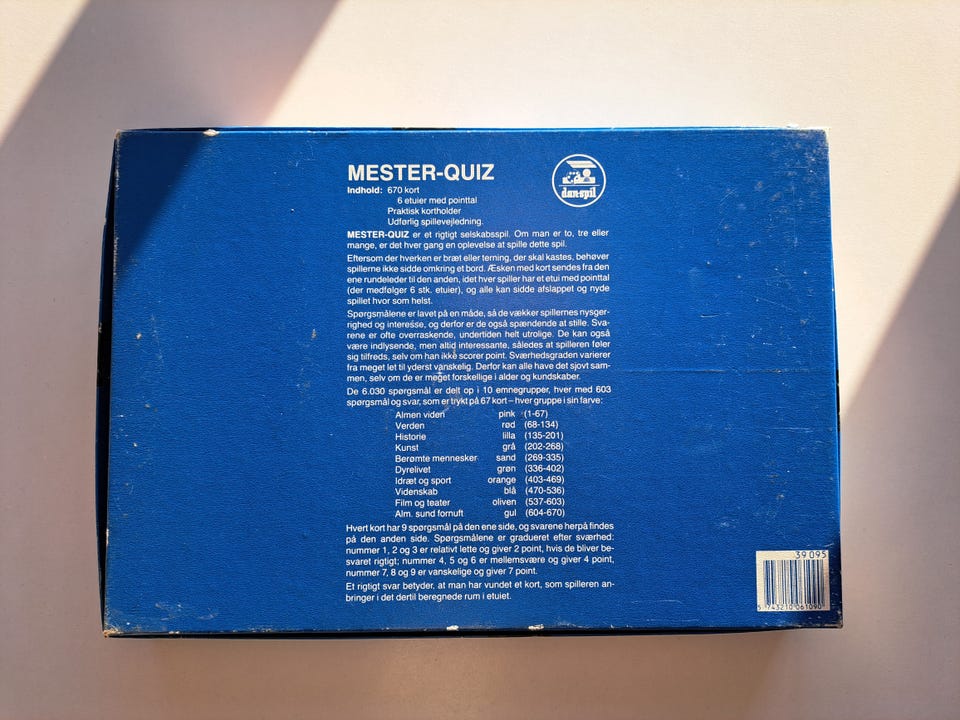 MESTER-QUIZ
Indhold: 670 kort
6 etuier med pointtal
Praktisk kortholder
Udførlig spillevejledning.
dan-spil
MESTER-QUIZ er et rigtigt selskabsspil. Om man er to, tre eller
mange, er det hver gang en oplevelse at spille dette spil.
Eftersom der hverken er bræt eller terning, der skal kastes, behøver
spillerne ikke sidde omkring et bord. Æsken med kort sendes fra den
ene rundeleder til den anden, idet hver spiller har et etui med pointtal
(der medfølger 6 stk. etuier), og alle kan sidde afslappet og nyde
spillet hvor som helst.
Spørgsmålene er lavet på en måde, så de vækker spillernes nysger-
righed og interesse, og derfor er de også spændende at stille. Sva-
rene er ofte overraskende, undertiden helt utrolige. De kan også
være indlysende, men altid interessante, således at spilleren føler
sig tilfreds, selv om han ikke scorer point. Sværhedsgraden varierer
fra meget let til yderst vanskelig. Derfor kan alle have det sjovt sam-
men, selv om de er meget forskellige i alder og kundskaber.
De 6.030 spørgsmål er delt op i 10 emnegrupper, hver med 603
spørgsmål og svar, som er trykt på 67 kort – hver gruppe i sin farve:
Almen viden pink (1-67)
Verden rød (68-134)
Historie lilla (135-201)
Kunst grå (202-268)
Berømte mennesker sand (269-335)
Dyrelivet grøn (336-402)
Idræt og sport orange (403-469)
Videnskab blå (470-536)
Film og teater oliven (537-603)
Alm. sund fornuft gul (604-670)
Hvert kort har 9 spørgsmål på den ene side, og svarene herpå findes
på den anden side. Spørgsmålene er gradueret efter sværhed:
nummer 1, 2 og 3 er relativt lette og giver 2 point, hvis de bliver be-
svaret rigtigt; nummer 4, 5 og 6 er mellemsvære og giver 4 point,
nummer 7, 8 og 9 er vanskelige og giver 7 point.
Et rigtigt svar betyder, at man har vundet et kort, som spilleren an-
bringer i det dertil beregnede rum i etuiet.
39 095
5 743210 061090